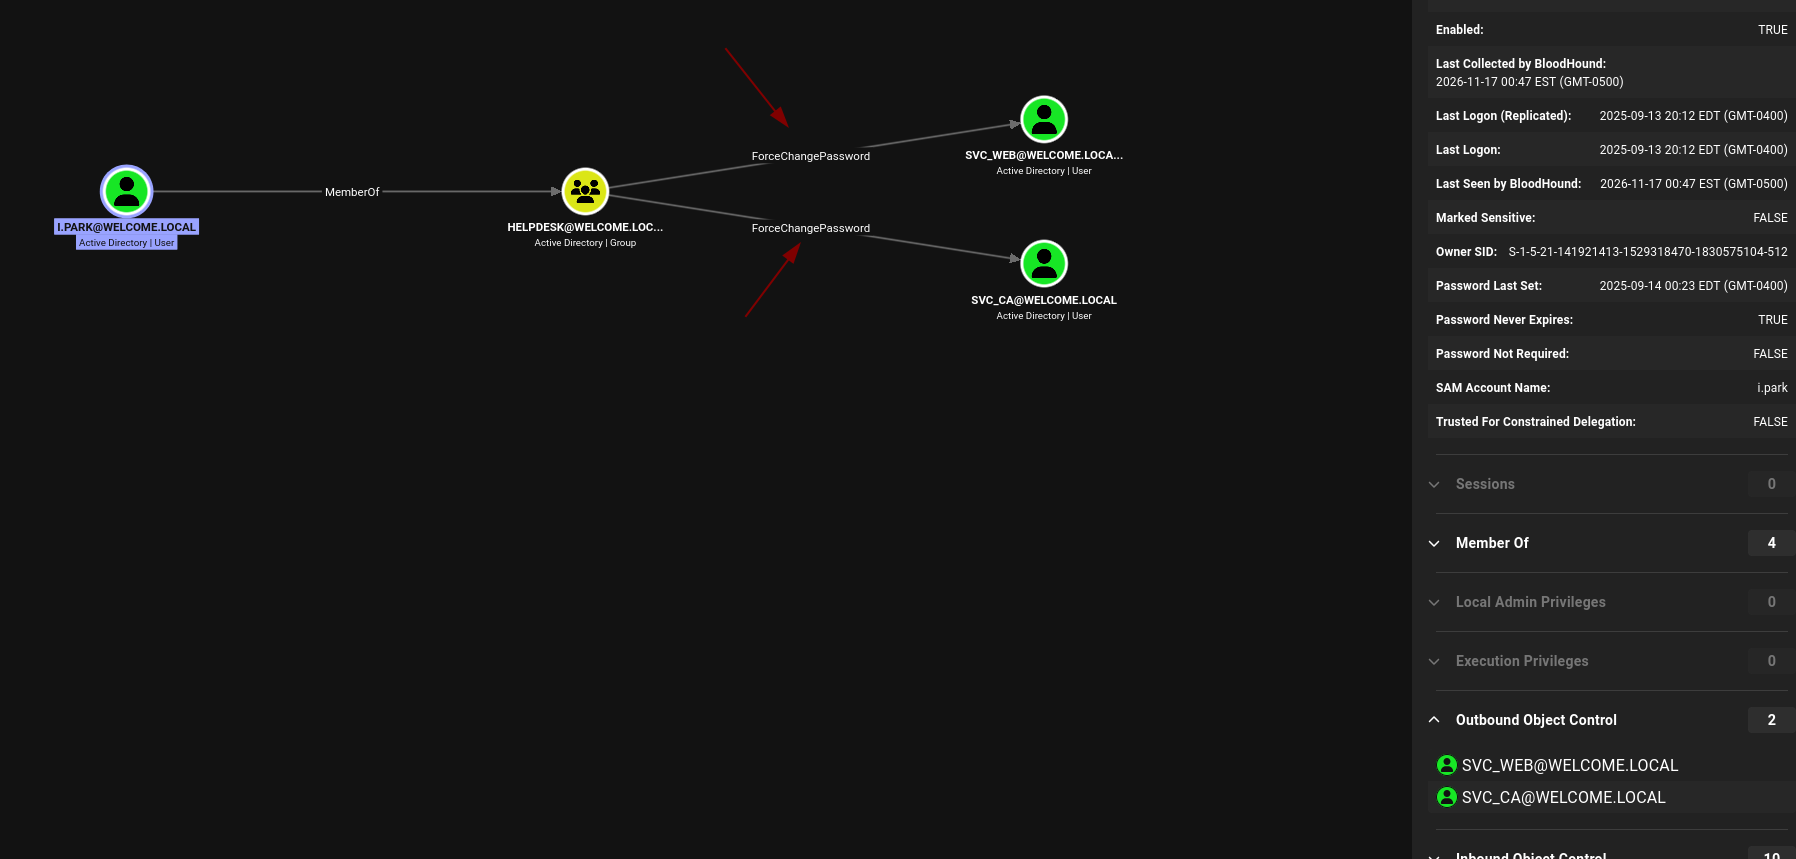 I.PARK@WELCOME.LOCAL
Active Directory | User
MemberOf
HELPDESK@WELCOME.LOC...
Active Directory | Group
ForceChangePassword
ForceChangePassword
SVC_WEB@WELCOME.LOCA...
Active Directory | User
SVC_CA@WELCOME.LOCAL
Active Directory | User
Enabled: TRUE
Last Collected by BloodHound:
2026-11-17 00:47 EST (GMT-0500)
Last Logon (Replicated): 2025-09-13 20:12 EDT (GMT-0400)
Last Logon: 2025-09-13 20:12 EDT (GMT-0400)
Last Seen by BloodHound: 2026-11-17 00:47 EST (GMT-0500)
Marked Sensitive: FALSE
Owner SID: S-1-5-21-141921413-1529318470-1830575104-512
Password Last Set: 2025-09-14 00:23 EDT (GMT-0400)
Password Never Expires: TRUE
Password Not Required: FALSE
SAM Account Name: i.park
Trusted For Constrained Delegation: FALSE
Sessions 0
Member Of 4
Local Admin Privileges 0
Execution Privileges 0
Outbound Object Control 2
SVC_WEB@WELCOME.LOCAL
SVC_CA@WELCOME.LOCAL
Inbound Object Control 10